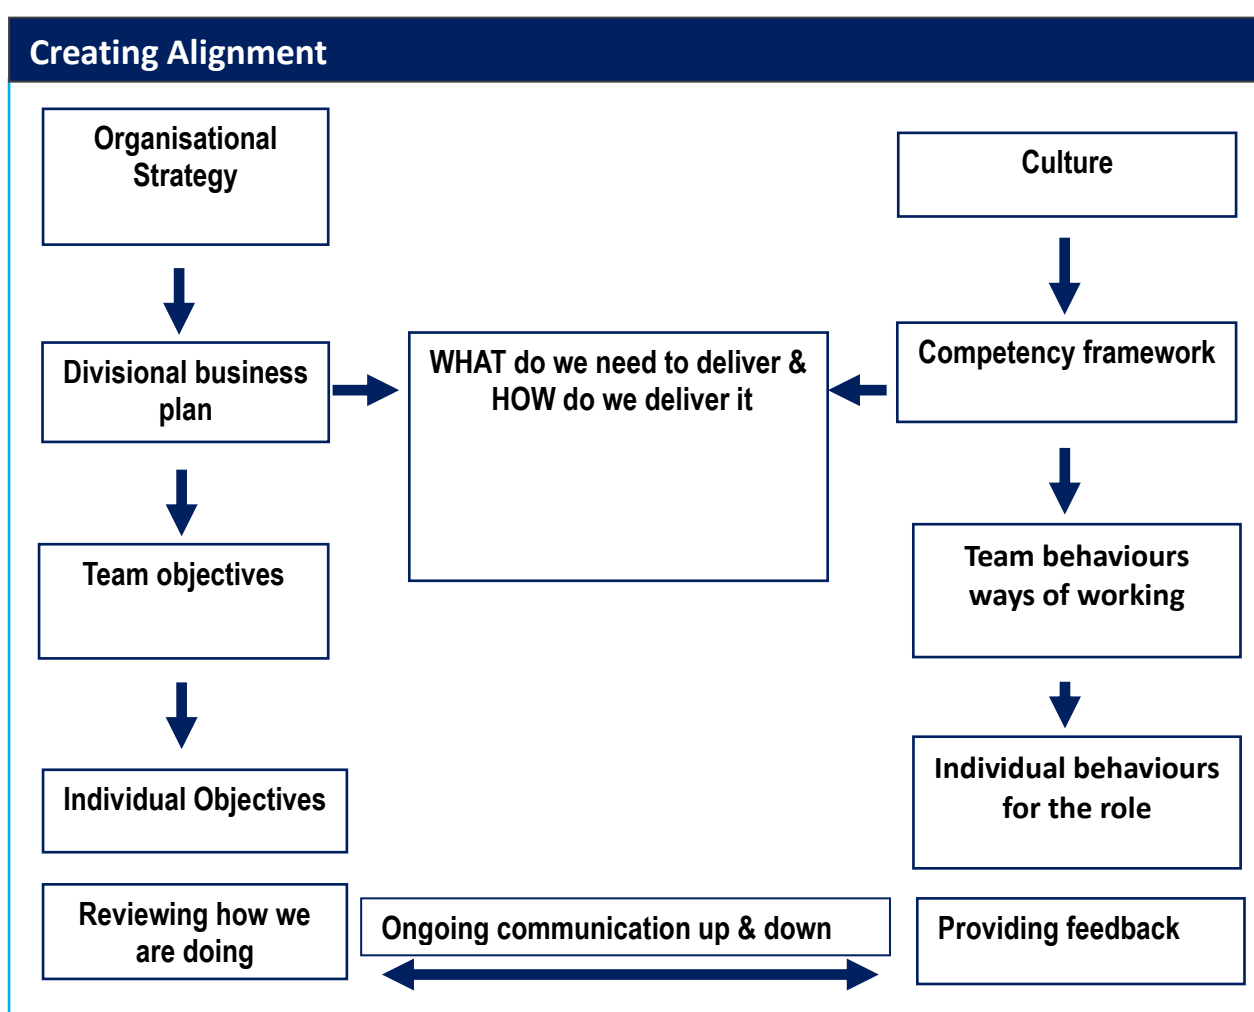 Creating Alignment
Organisational
Strategy
Culture
Divisional business
plan
WHAT do we need to deliver &
HOW do we deliver it
Competency framework
Team objectives
Team behaviours
ways of working
Individual Objectives
Individual behaviours
for the role
Reviewing how we
are doing
Ongoing communication up & down
Providing feedback